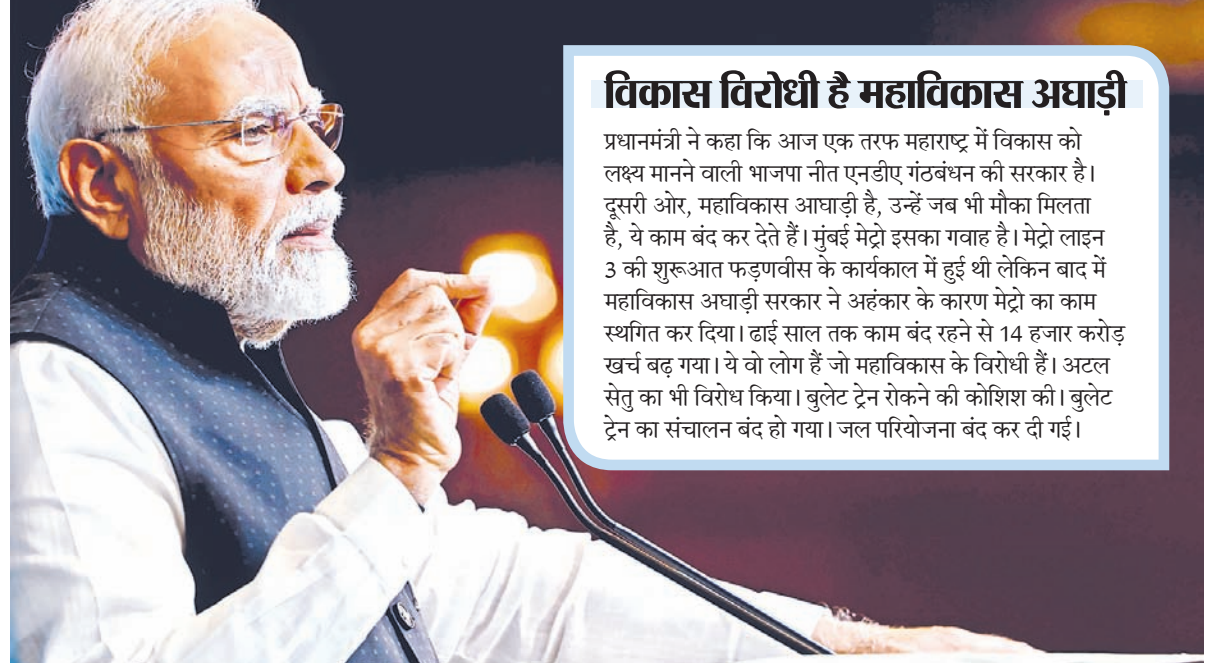 विकास विरोधी है महाविकास अघाड़ी
प्रधानमंत्री ने कहा कि आज एक तरफ महाराष्ट्र में विकास को
लक्ष्य मानने वाली भाजपा नीत एनडीए गंठबंधन की सरकार है।
दूसरी ओर, महाविकास आघाड़ी है, उन्हें जब भी मौका मिलता
है, ये काम बंद कर देते हैं। मुंबई मेट्रो इसका गवाह है। मेट्रो लाइन
3 की शुरूआत फड़णवीस के कार्यकाल में हुई थी लेकिन बाद में
महाविकास अघाड़ी सरकार ने अहंकार के कारण मेट्रो का काम
स्थगित कर दिया। ढाई साल तक काम बंद रहने से 14 हजार करोड़
खर्च बढ़ गया। ये वो लोग हैं जो महाविकास के विरोधी हैं। अटल
सेतु का भी विरोध किया। बुलेट ट्रेन रोकने की कोशिश की। बुलेट
ट्रेन का संचालन बंद हो गया। जल परियोजना बंद कर दी गई।